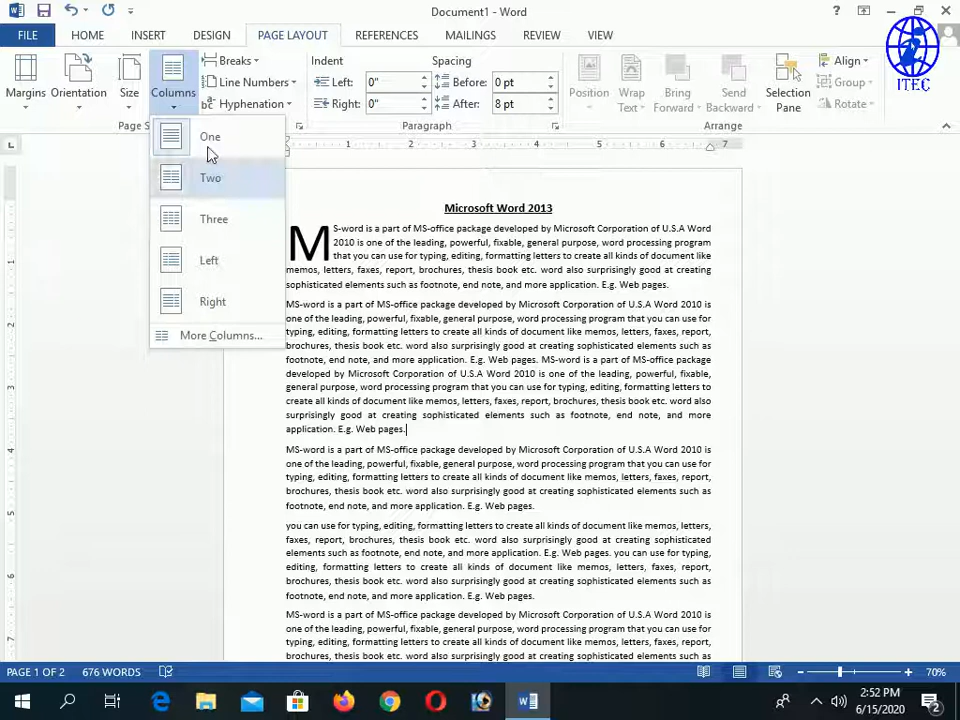 Document1 - Word
FILE HOME INSERT DESIGN PAGE LAYOUT REFERENCES MAILINGS REVIEW VIEW
ITEC
Margins Orientation Size Columns
Breaks
Line Numbers
Hyphenation
Indent Spacing
Left: 0" Before: 0 pt
Right: 0" After: 8 pt
Position Wrap Text Bring Forward Send Backward Selection Pane
Align
Group
Rotate
Page S Paragraph Arrange
One
Two
Three
Left
Right
More Columns...
1 2 3 4 5 6 7
1
2
3
4
5
6
7
Microsoft Word 2013
MS-word is a part of MS-office package developed by Microsoft Corporation of U.S.A Word
2010 is one of the leading, powerful, fixable, general purpose, word processing program
that you can use for typing, editing, formatting letters to create all kinds of document like
memos, letters, faxes, report, brochures, thesis book etc. word also surprisingly good at creating
sophisticated elements such as footnote, end note, and more application. E.g. Web pages.
MS-word is a part of MS-office package developed by Microsoft Corporation of U.S.A Word 2010 is
one of the leading, powerful, fixable, general purpose, word processing program that you can use for
typing, editing, formatting letters to create all kinds of document like memos, letters, faxes, report,
brochures, thesis book etc. word also surprisingly good at creating sophisticated elements such as
footnote, end note, and more application. E.g. Web pages. MS-word is a part of MS-office package
developed by Microsoft Corporation of U.S.A Word 2010 is one of the leading, powerful, fixable,
general purpose, word processing program that you can use for typing, editing, formatting letters to
create all kinds of document like memos, letters, faxes, report, brochures, thesis book etc. word also
surprisingly good at creating sophisticated elements such as footnote, end note, and more
application. E.g. Web pages.
MS-word is a part of MS-office package developed by Microsoft Corporation of U.S.A Word 2010 is
one of the leading, powerful, fixable, general purpose, word processing program that you can use for
typing, editing, formatting letters to create all kinds of document like memos, letters, faxes, report,
brochures, thesis book etc. word also surprisingly good at creating sophisticated elements such as
footnote, end note, and more application. E.g. Web pages.
you can use for typing, editing, formatting letters to create all kinds of document like memos, letters,
faxes, report, brochures, thesis book etc. word also surprisingly good at creating sophisticated
elements such as footnote, end note, and more application. E.g. Web pages. you can use for typing,
editing, formatting letters to create all kinds of document like memos, letters, faxes, report,
brochures, thesis book etc. word also surprisingly good at creating sophisticated elements such as
footnote, end note, and more application. E.g. Web pages.
MS-word is a part of MS-office package developed by Microsoft Corporation of U.S.A Word 2010 is
one of the leading, powerful, fixable, general purpose, word processing program that you can use for
typing, editing, formatting letters to create all kinds of document like memos, letters, faxes, report,
brochures, thesis book etc. word also surprisingly good at creating sophisticated elements such as
PAGE 1 OF 2 676 WORDS 70%
2:52 PM
6/15/2020
2